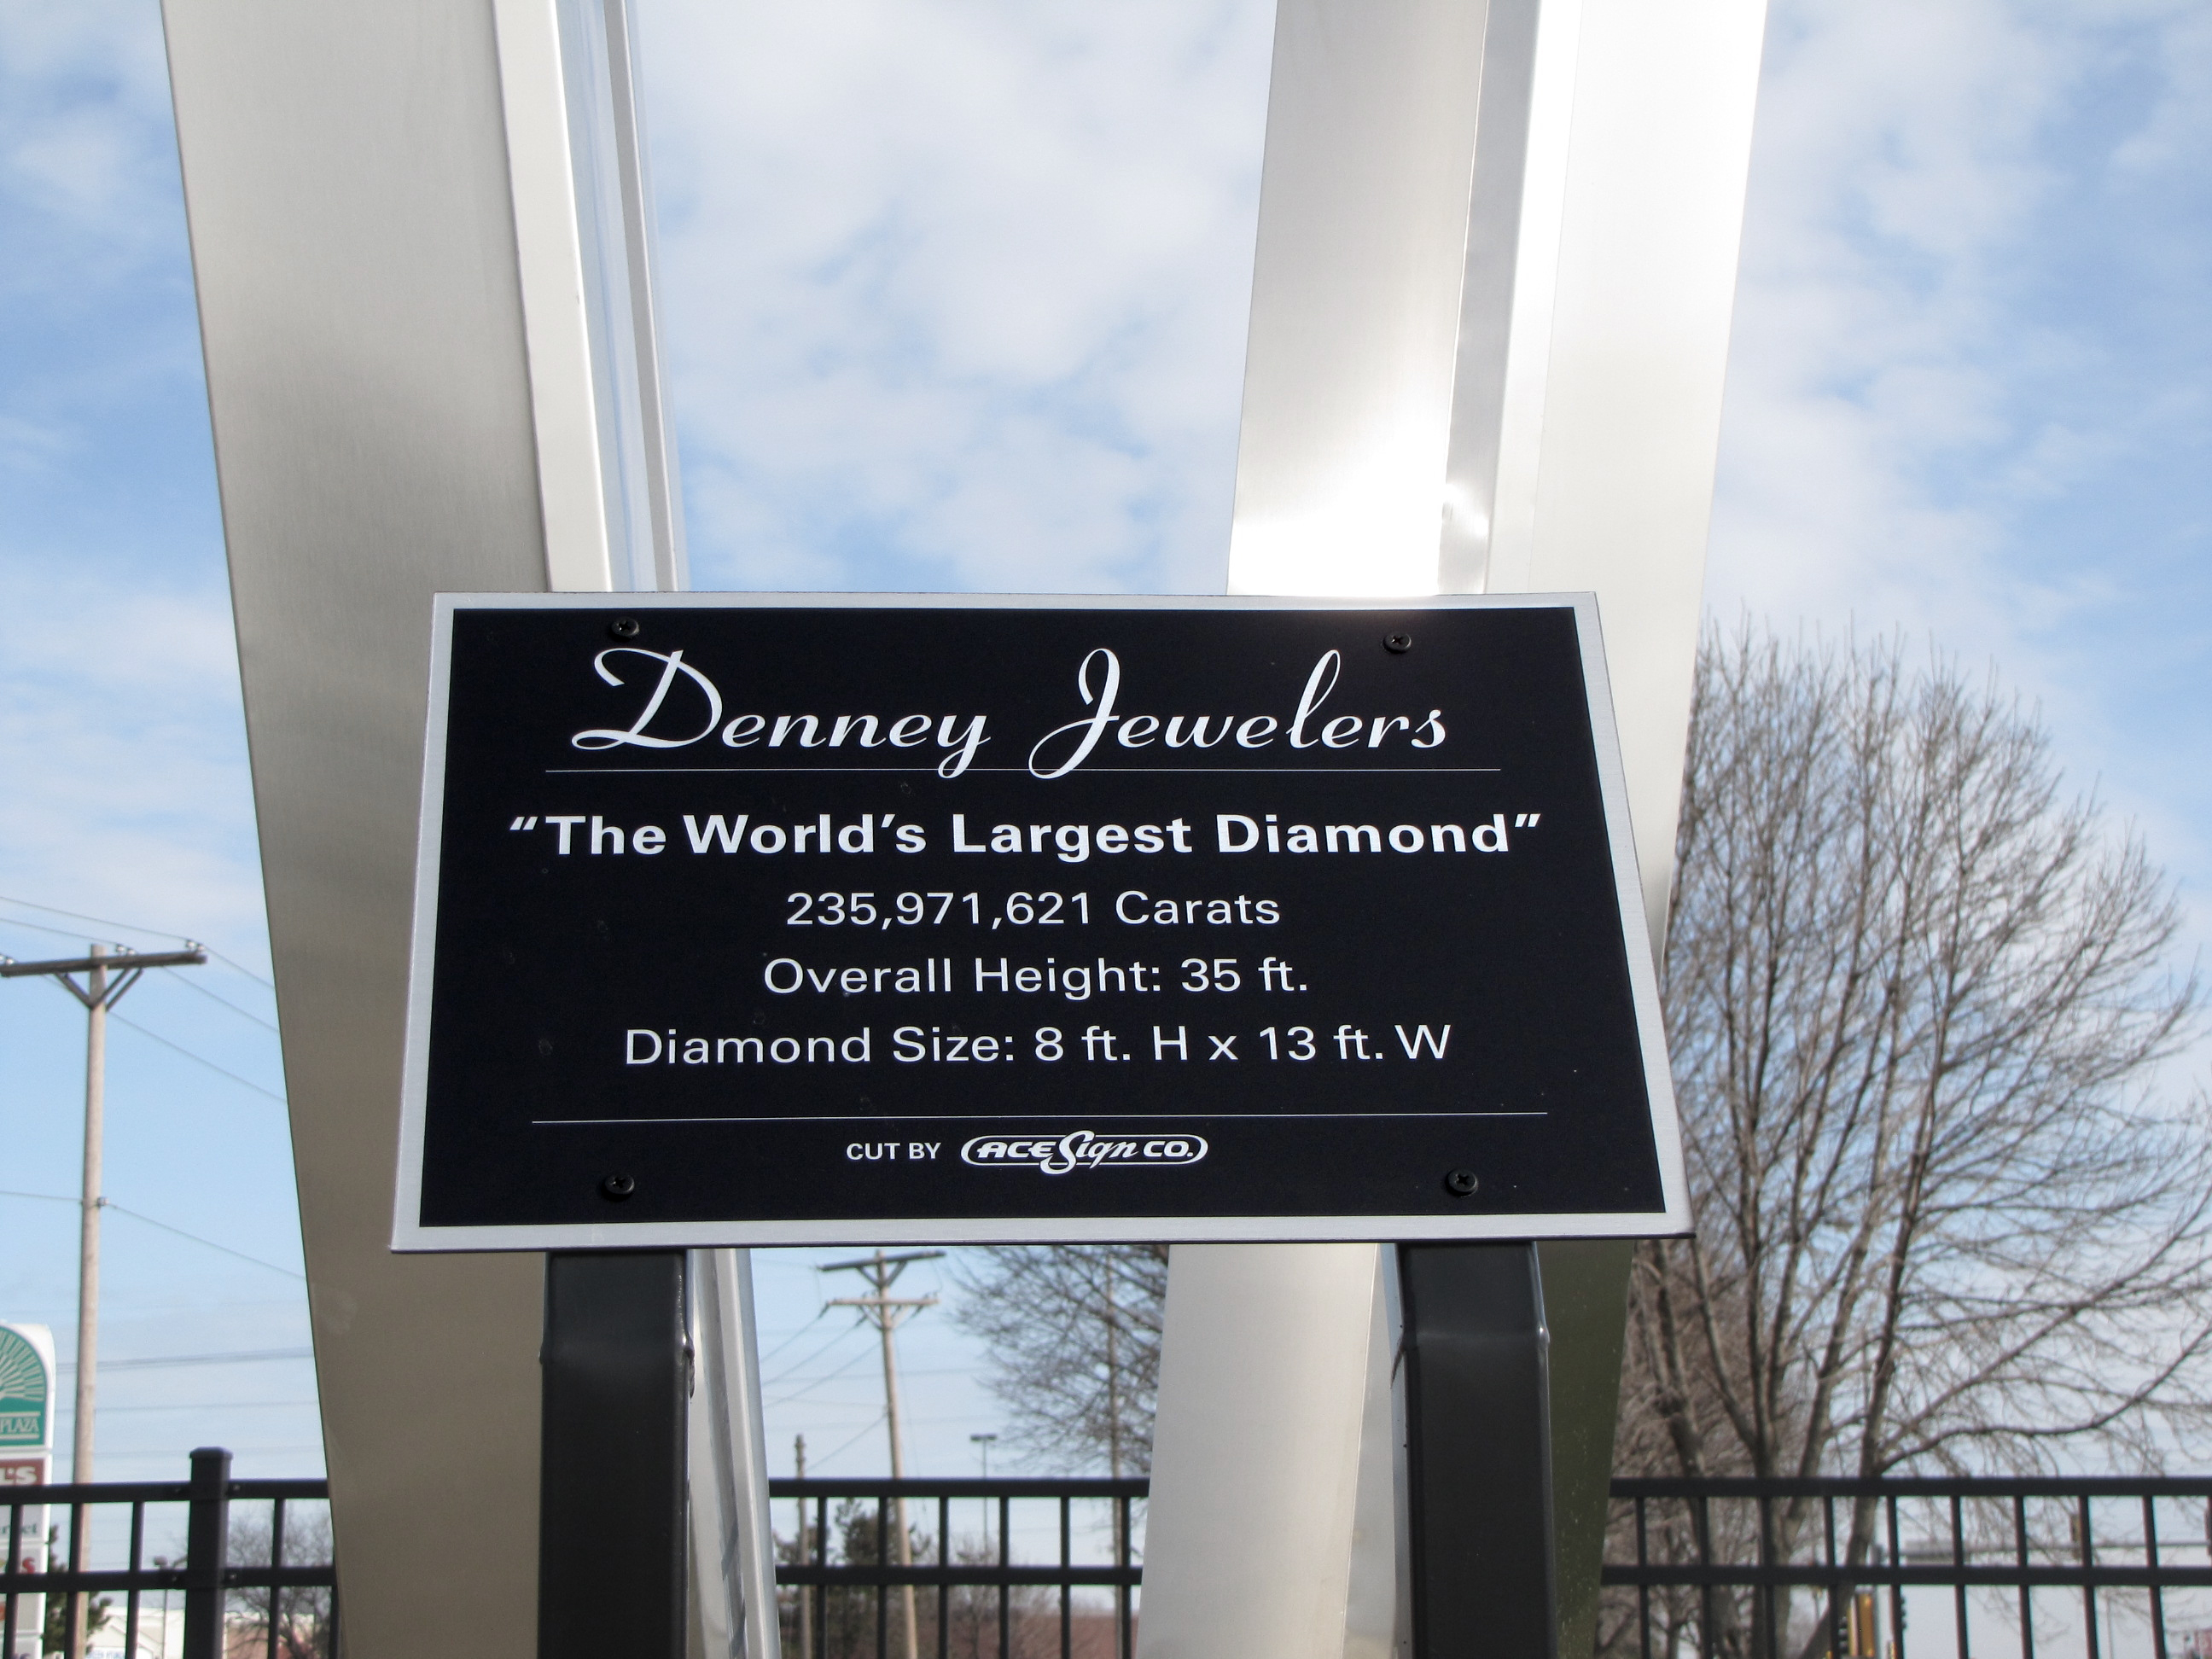 Denney Jewelers
“The World’s Largest Diamond”
235,971,621 Carats
Overall Height: 35 ft.
Diamond Size: 8 ft. H x 13 ft. W
CUT BY ACE Sign CO.
PLAZA
L'S